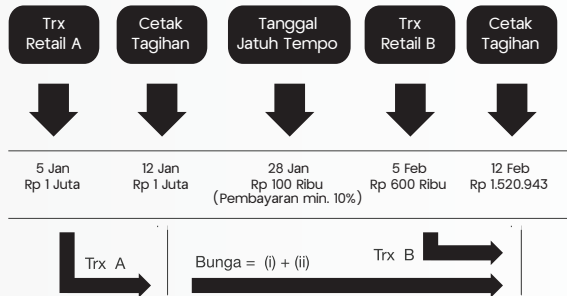 Trx
Retail A
Cetak
Tagihan
Tanggal
Jatuh Tempo
Trx
Retail B
Cetak
Tagihan
5 Jan
Rp 1 Juta
12 Jan
Rp 1 Juta
28 Jan
Rp 100 Ribu
(Pembayaran min. 10%)
5 Feb
Rp 600 Ribu
12 Feb
Rp 1.520.943
Trx A
Bunga = (i) + (ii)
Trx B